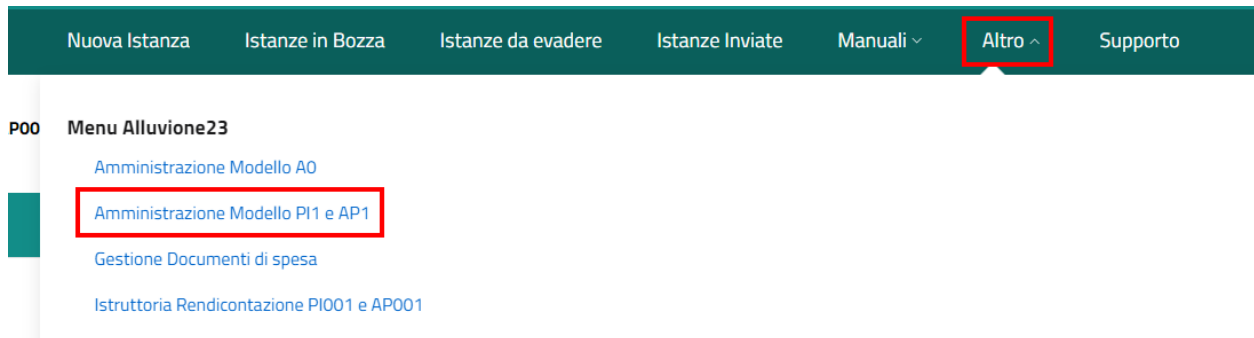 Nuova Istanza Istanze in Bozza Istanze da evadere Istanze Inviate Manuali Altro Supporto
P00 Menu Alluvione23
Amministrazione Modello A0
Amministrazione Modello PI1 e AP1
Gestione Documenti di spesa
Istruttoria Rendicontazione PI001 e AP001